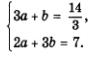 3a + b = 14/3,
2a + 3b = 7.